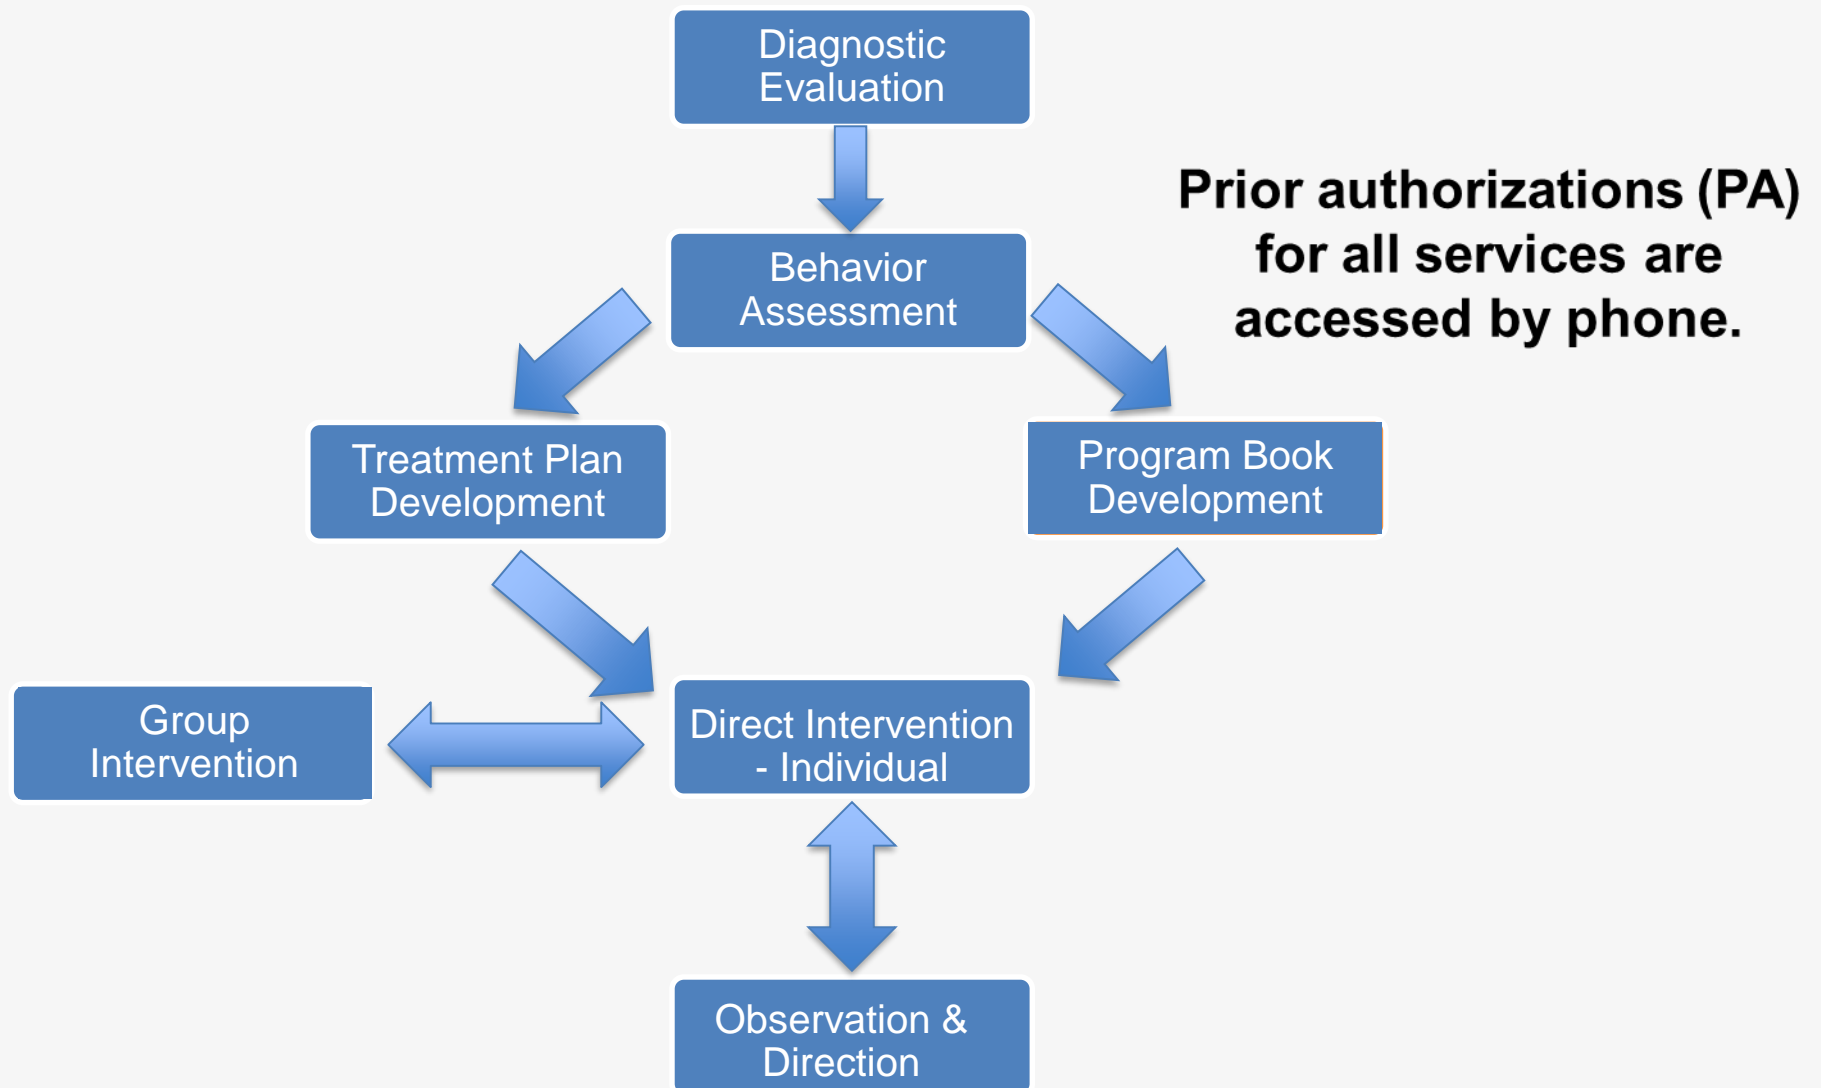 Diagnostic
Evaluation
Prior authorizations (PA)
for all services are
accessed by phone.
Behavior
Assessment
Treatment Plan
Development
Program Book
Development
Group
Intervention
Direct Intervention
- Individual
Observation &
Direction